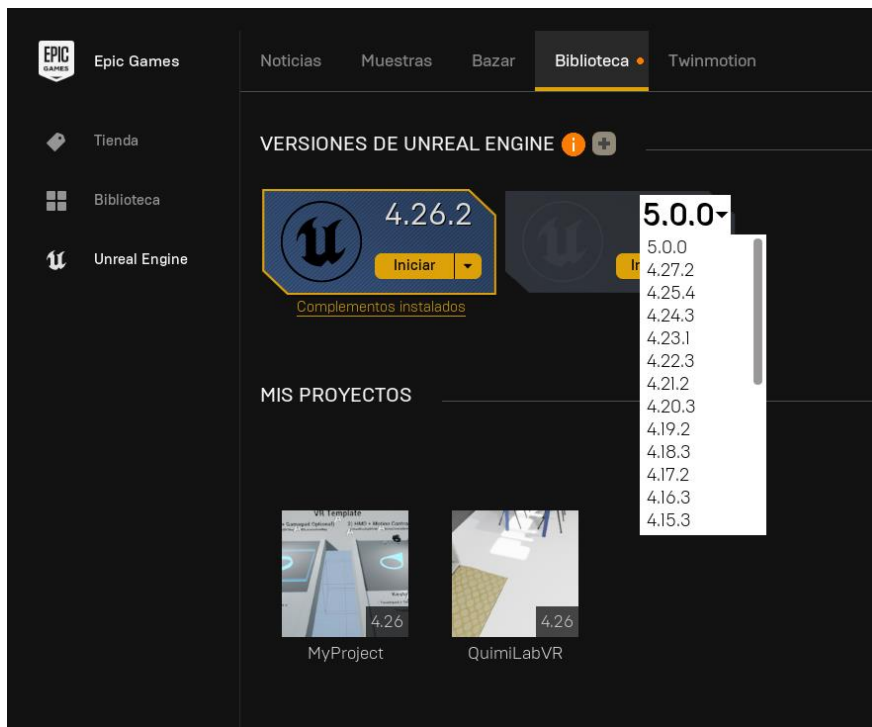 EPIC
GAMES
Epic Games
Tienda
Biblioteca
Unreal Engine
Noticias Muestras Bazar Biblioteca Twinmotion
VERSIONES DE UNREAL ENGINE
4.26.2
Iniciar
Complementos instalados
5.0.0
5.0.0
4.27.2
4.25.4
4.24.3
4.23.1
4.22.3
4.21.2
4.20.3
4.19.2
4.18.3
4.17.2
4.16.3
4.15.3
MIS PROYECTOS
VR Template
4.26
MyProject
4.26
QuimiLabVR